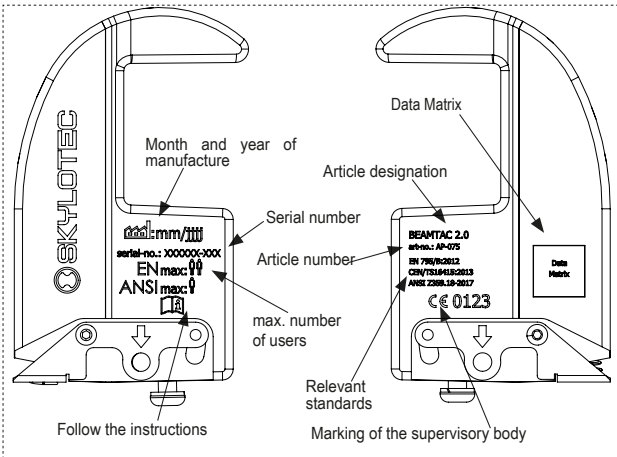 SKYLOTEC
Month and year of
manufacture
:mm/jjjj
serial-no.: XXXXXX-XXX
EN max:
ANSI max:
Serial number
max. number
of users
Follow the instructions
Data Matrix
Article designation
BEAMTAC 2.0
art-no.: AP-075
Article number
EN 795/B:2012
CEN/TS16415:2013
ANSI Z359.18-2017
CE 0123
Data
Matrix
Relevant
standards
Marking of the supervisory body